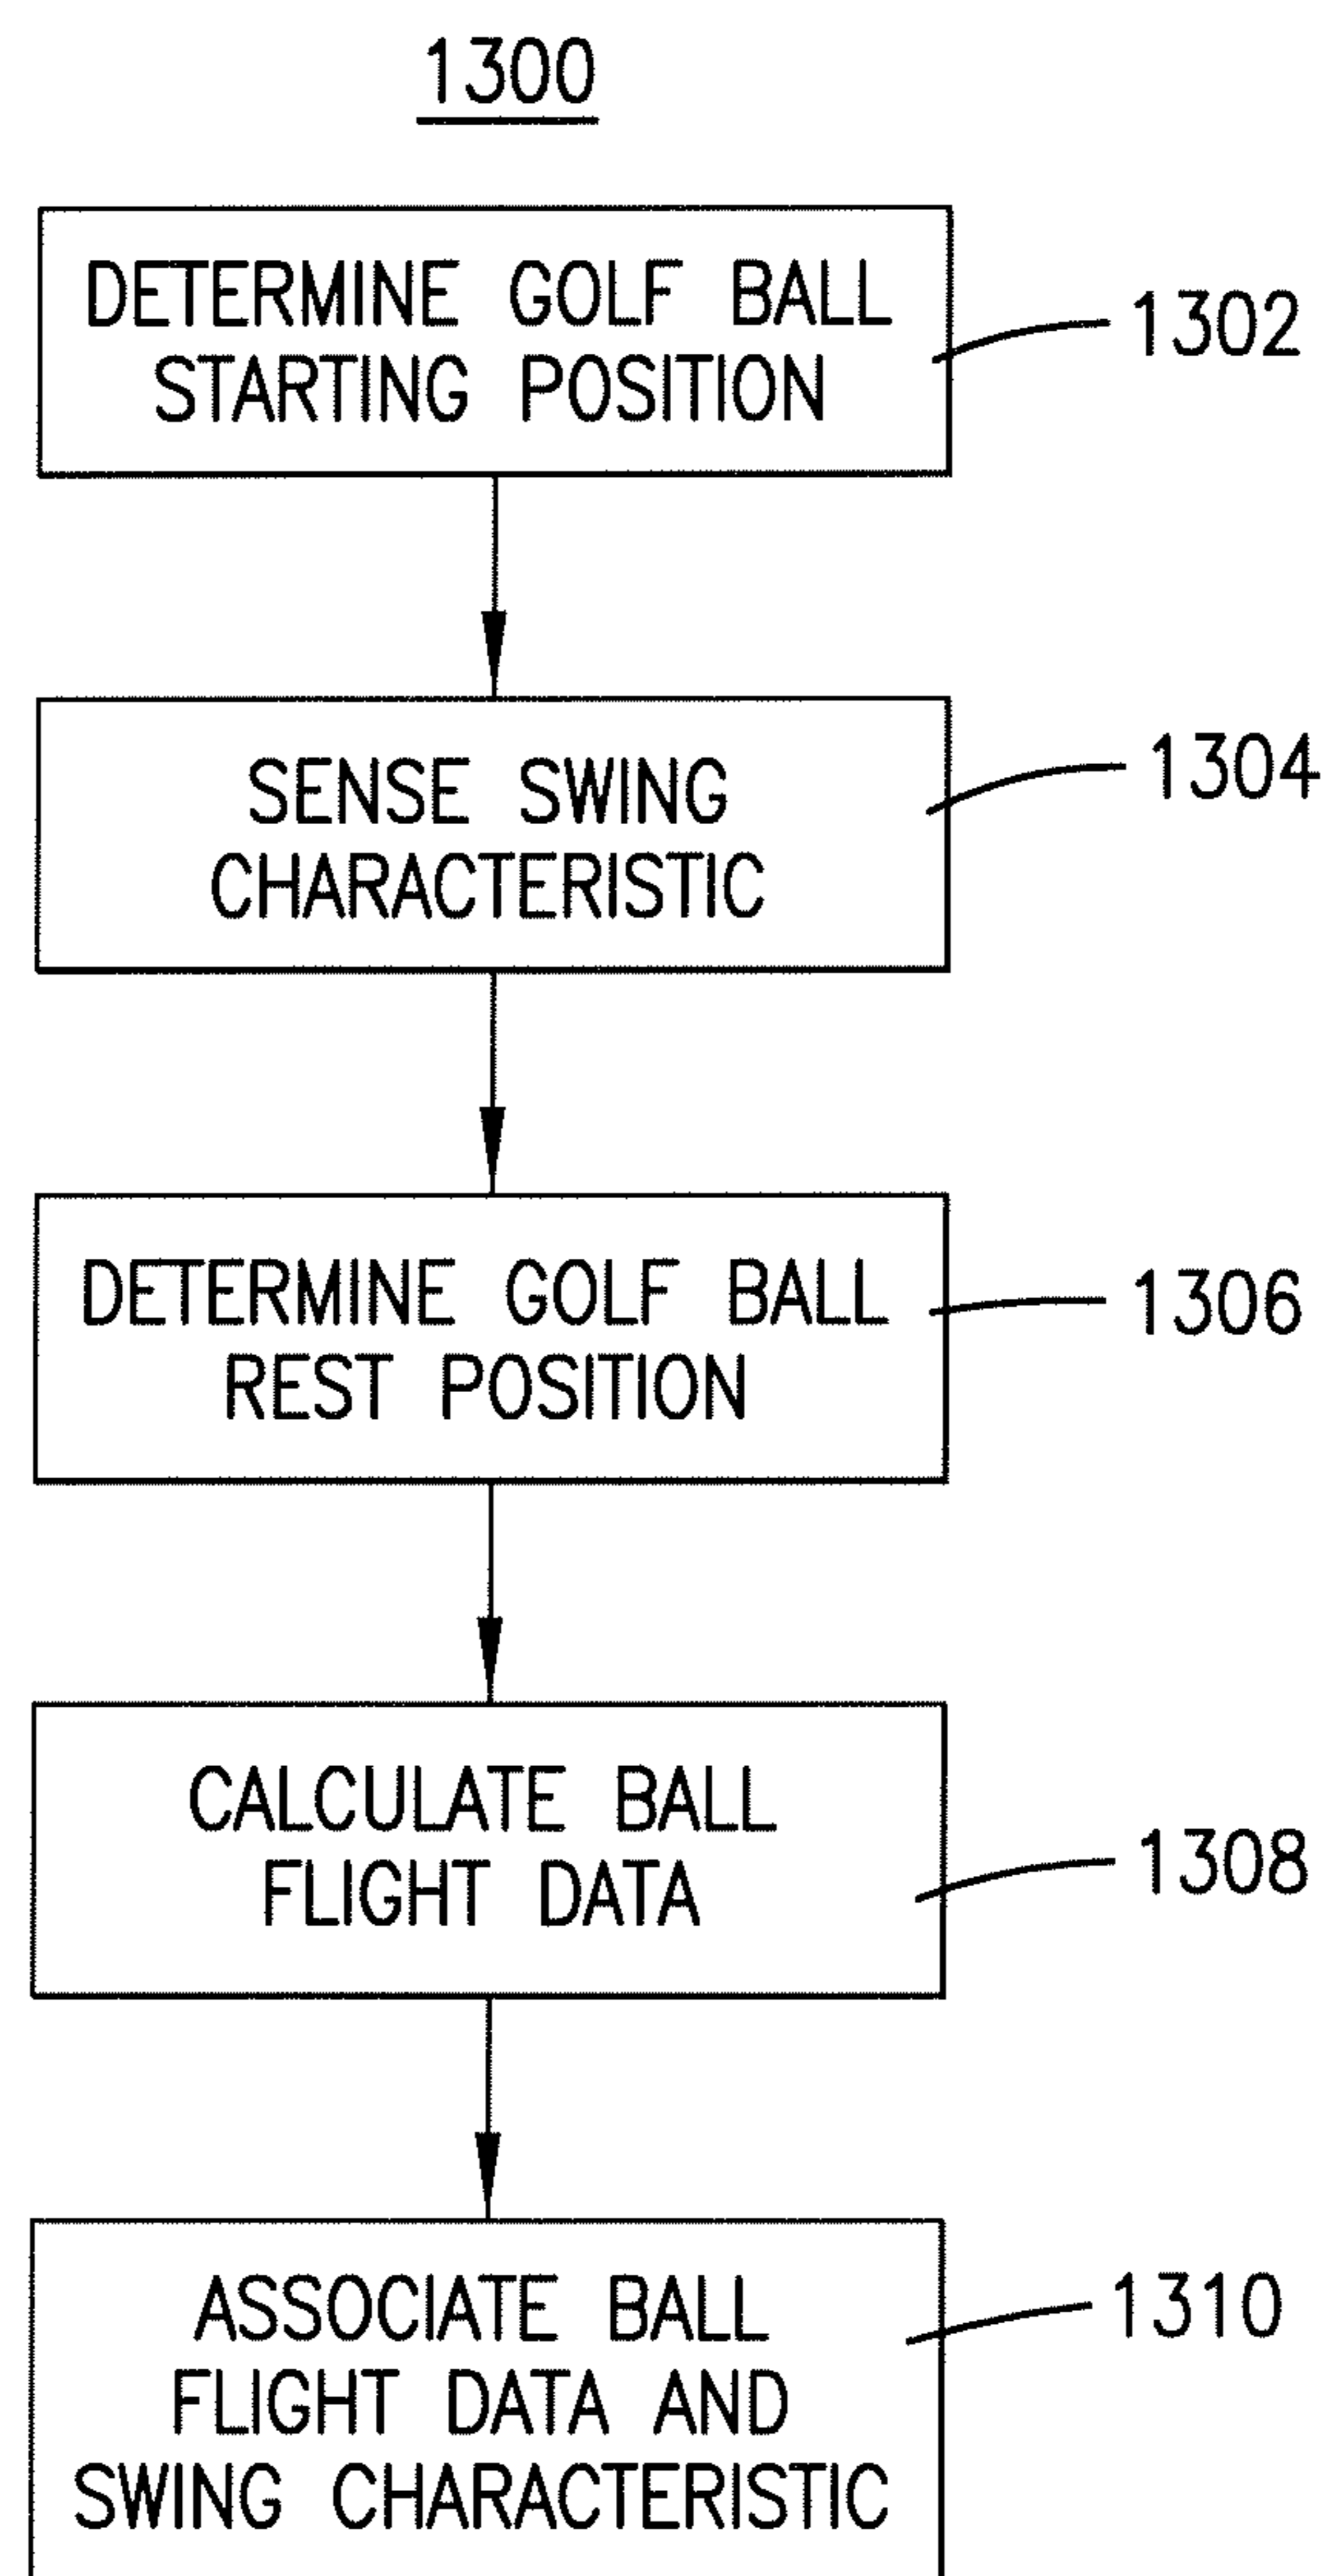 1300
DETERMINE GOLF BALL
STARTING POSITION
1302
SENSE SWING
CHARACTERISTIC
1304
DETERMINE GOLF BALL
REST POSITION
1306
CALCULATE BALL
FLIGHT DATA
1308
ASSOCIATE BALL
FLIGHT DATA AND
SWING CHARACTERISTIC
1310